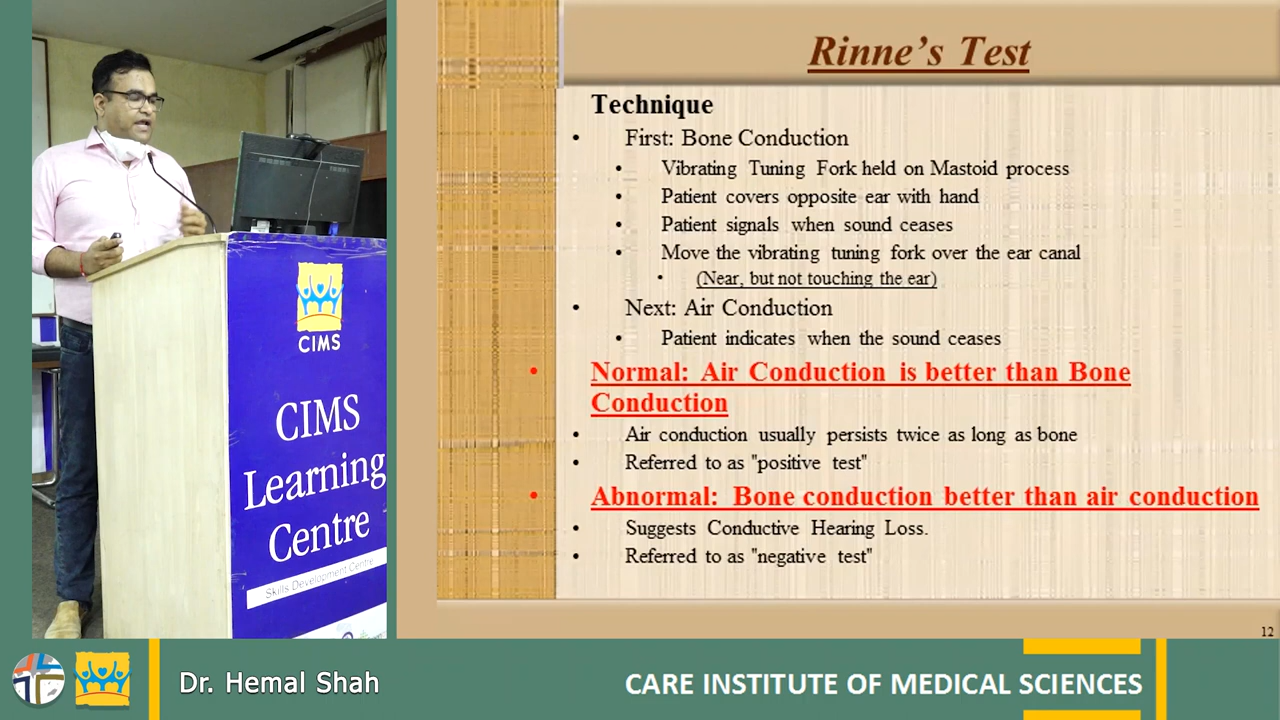 Rinne's Test
Technique
• First: Bone Conduction
• Vibrating Tuning Fork held on Mastoid process
• Patient covers opposite ear with hand
• Patient signals when sound ceases
• Move the vibrating tuning fork over the ear canal
• (Near, but not touching the ear)
• Next: Air Conduction
• Patient indicates when the sound ceases
• Normal: Air Conduction is better than Bone
Conduction
• Air conduction usually persists twice as long as bone
• Referred to as "positive test"
• Abnormal: Bone conduction better than air conduction
• Suggests Conductive Hearing Loss.
• Referred to as "negative test"
12
CIMS
CIMS
Learning
Centre
Skills Development Centre
Dr. Hemal Shah
CARE INSTITUTE OF MEDICAL SCIENCES